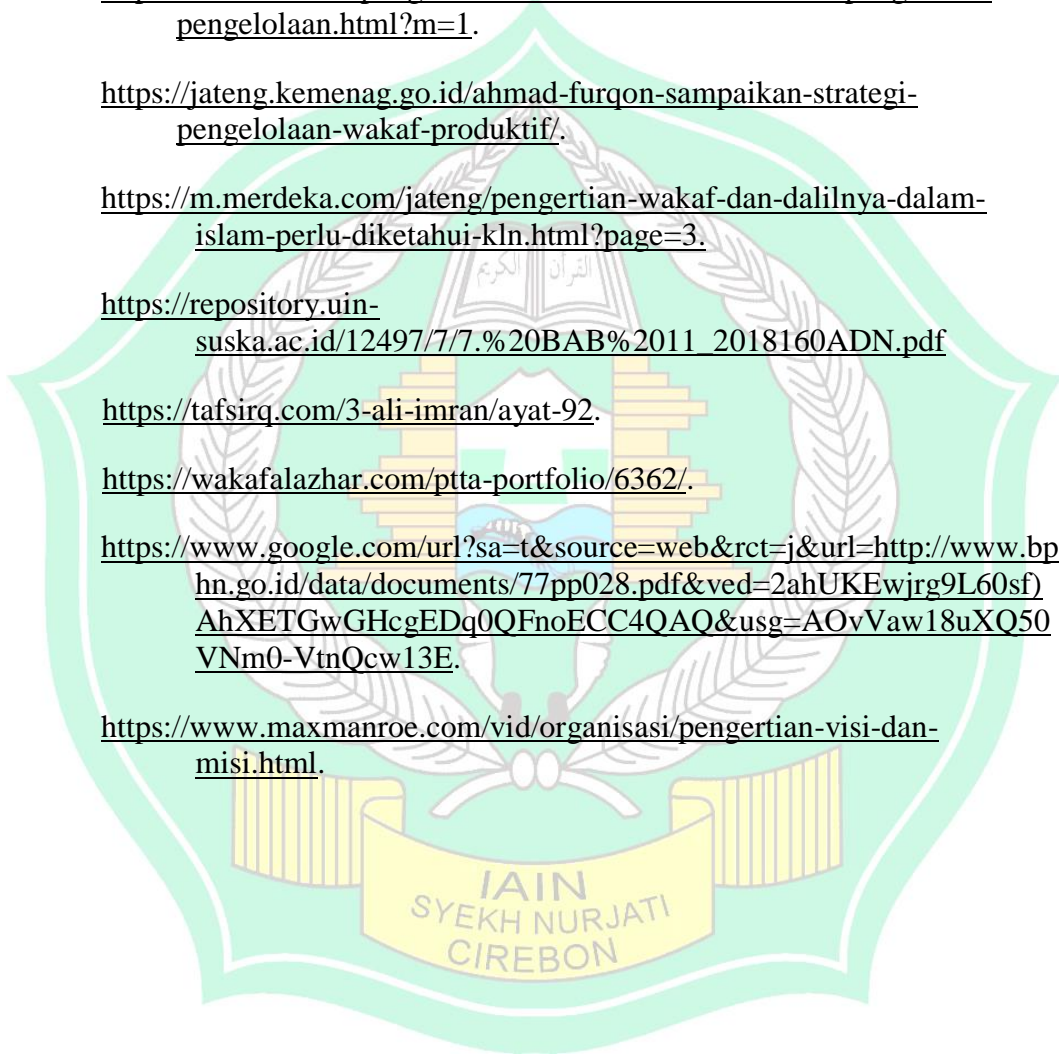 pengelolaan.html?m=1.
https://jateng.kemenag.go.id/ahmad-furqon-sampaikan-strategi-
pengelolaan-wakaf-produktif/.
https://m.merdeka.com/jateng/pengertian-wakaf-dan-dalilnya-dalam-
islam-perlu-diketahui-kln.html?page=3.
القرآن الكريم
https://repository.uin-
suska.ac.id/12497/7/7.%20BAB%2011_2018160ADN.pdf
https://tafsirq.com/3-ali-imran/ayat-92.
https://wakafalazhar.com/ptta-portfolio/6362/.
https://www.google.com/url?sa=t&source=web&rct=j&url=http://www.bp
hn.go.id/data/documents/77pp028.pdf&ved=2ahUKEwjrg9L60sf)
AhXETGwGHcgEDq0QFnoECC4QAQ&usg=AOvVaw18uXQ50
VNm0-VtnQcw13E.
https://www.maxmanroe.com/vid/organisasi/pengertian-visi-dan-
misi.html.
IAIN
SYEKH NURJATI
CIREBON